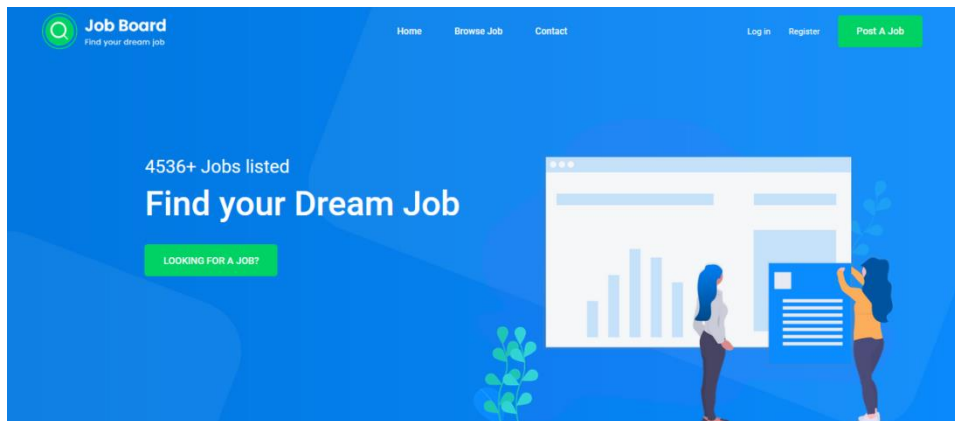 Job Board
Find your dream job
Home Browse Job Contact
Log in Register Post A Job
4536+ Jobs listed
Find your Dream Job
LOOKING FOR A JOB?